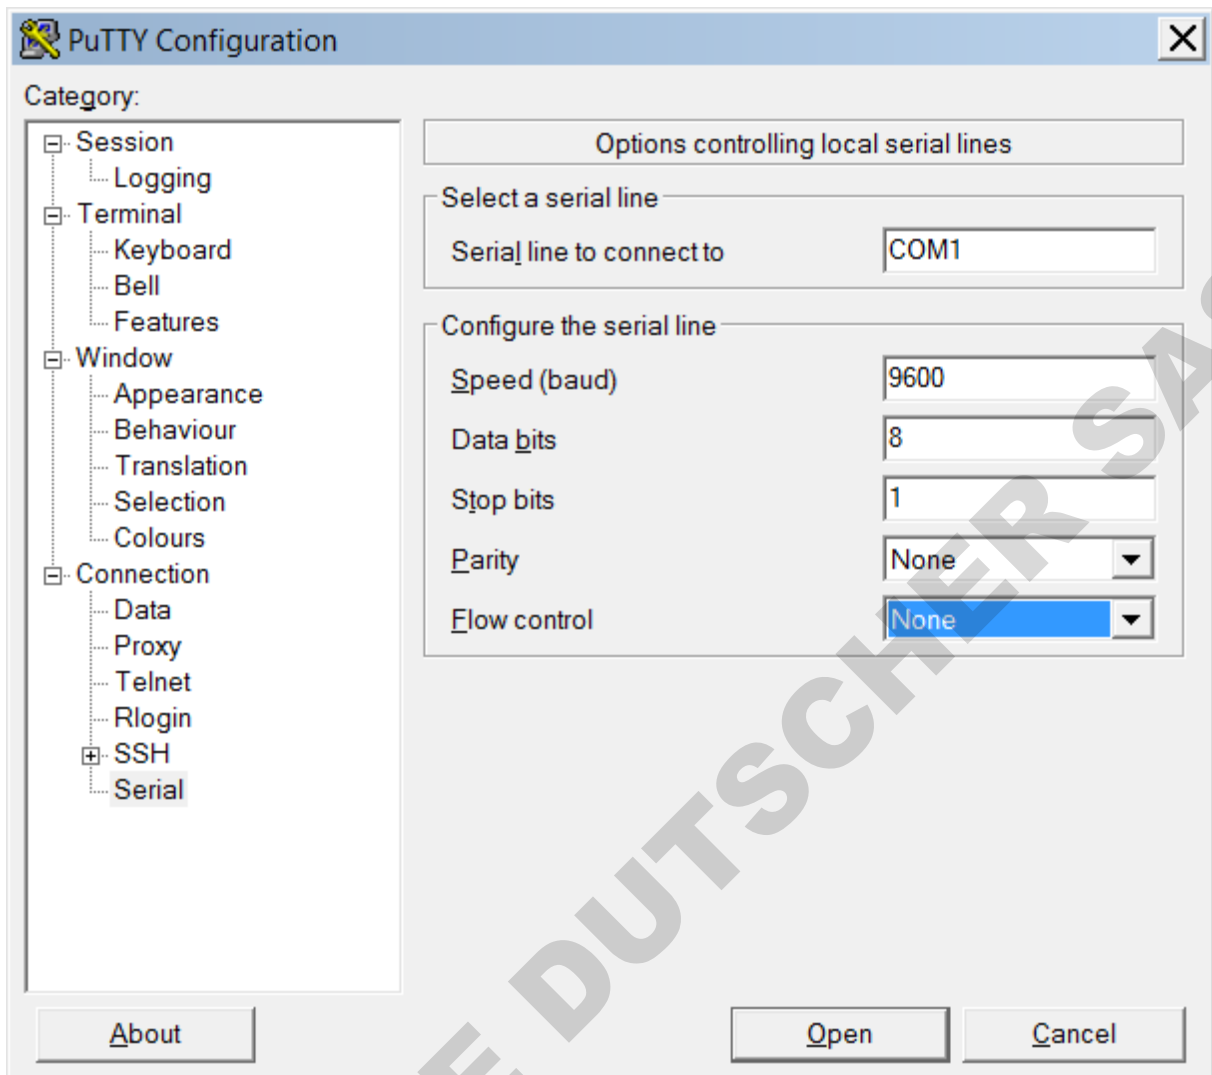 PuTTY Configuration
Category:
Session
Logging
Terminal
Keyboard
Bell
Features
Window
Appearance
Behaviour
Translation
Selection
Colours
Connection
Data
Proxy
Telnet
Rlogin
SSH
Serial
Options controlling local serial lines
Select a serial line
Serial line to connect to COM1
Configure the serial line
Speed (baud) 9600
Data bits 8
Stop bits 1
Parity None
Flow control None
About Open Cancel
DUTSCHER